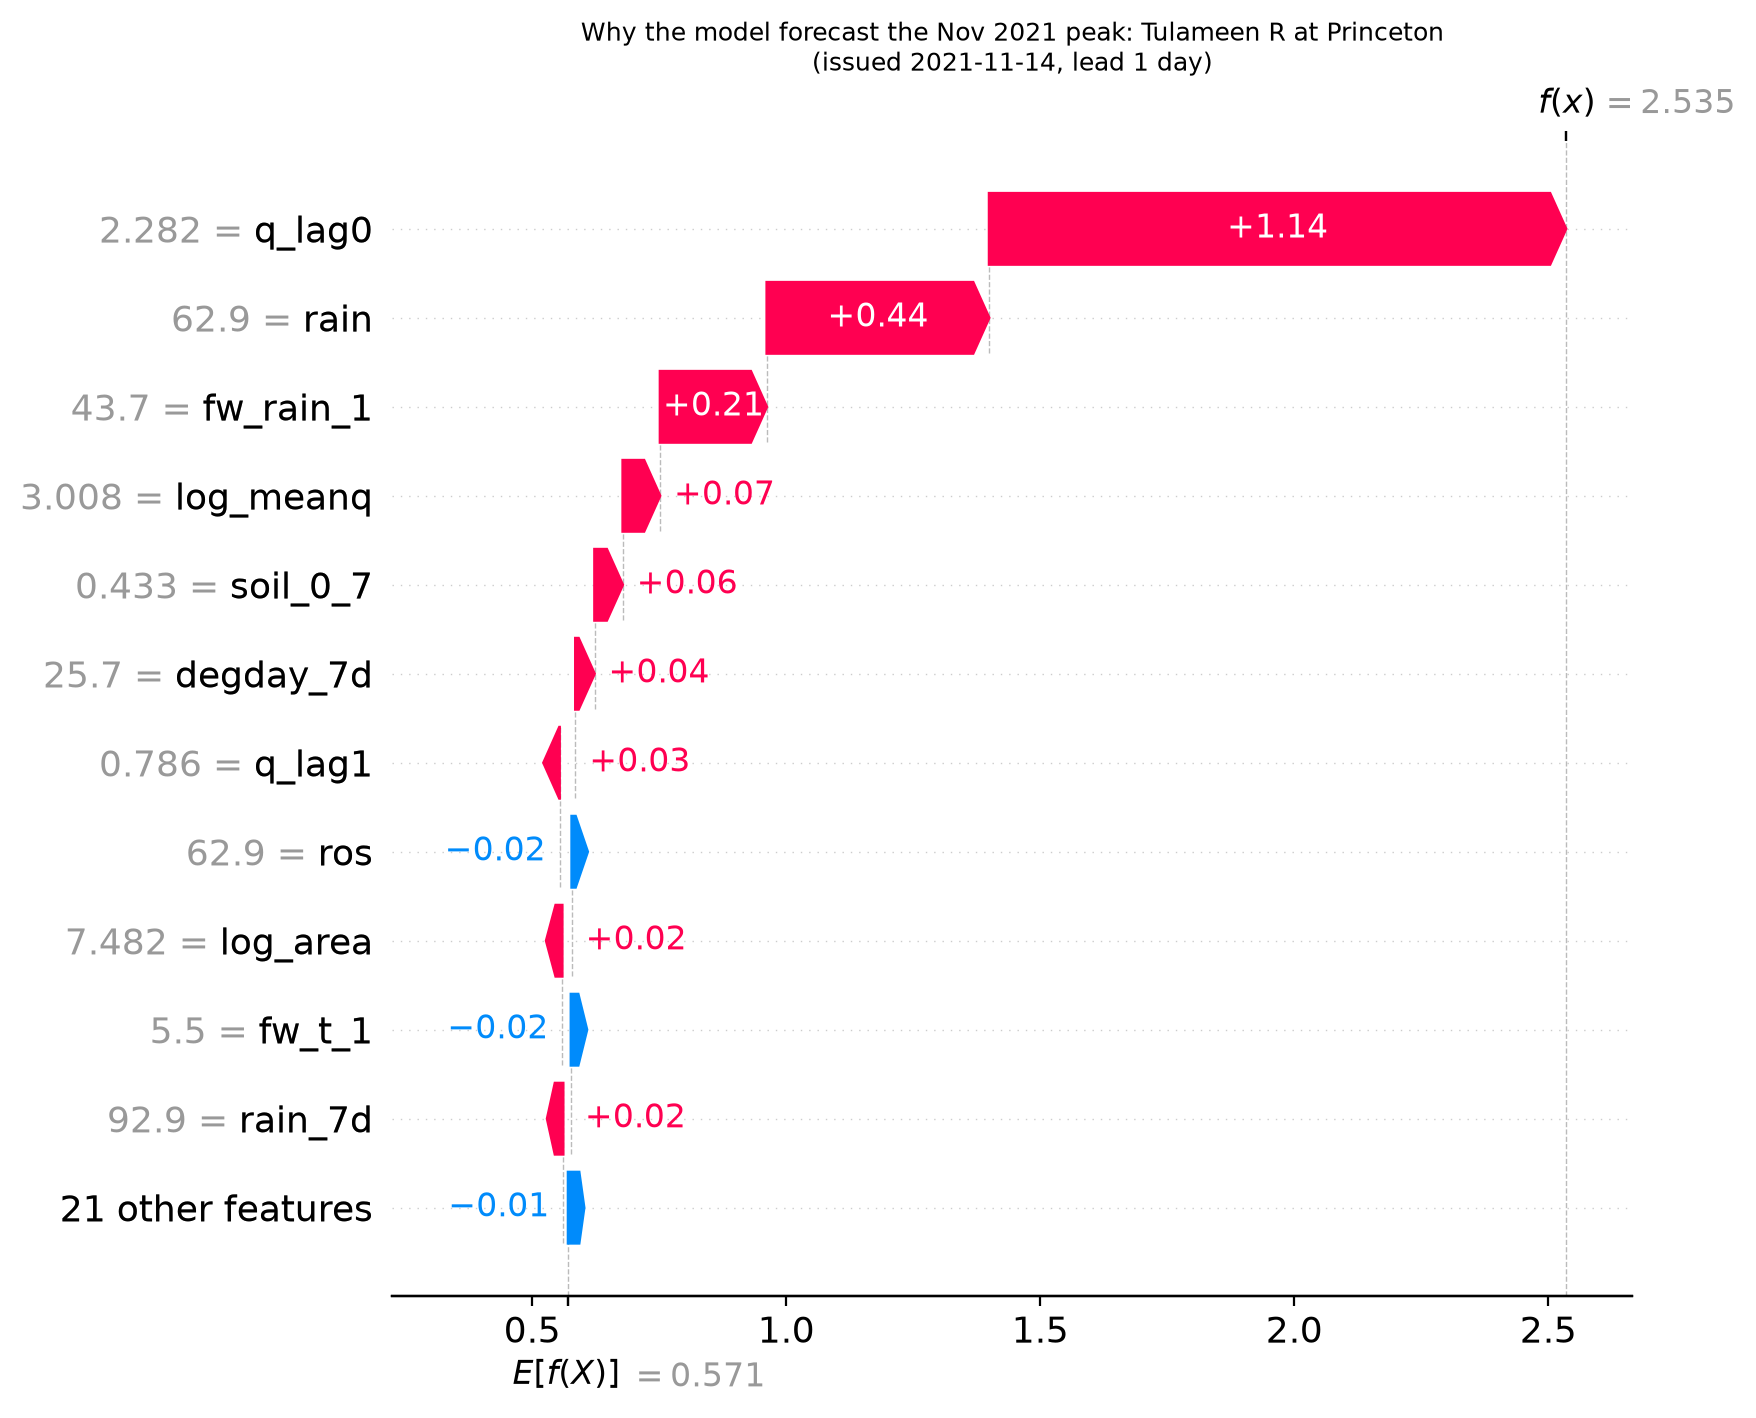 Why the model forecast the Nov 2021 peak: Tulameen R at Princeton
(issued 2021-11-14, lead 1 day)
f(x) = 2.535
2.282 = q_lag0 +1.14
62.9 = rain +0.44
43.7 = fw_rain_1 +0.21
3.008 = log_meanq +0.07
0.433 = soil_0_7 +0.06
25.7 = degday_7d +0.04
0.786 = q_lag1 +0.03
62.9 = ros −0.02
7.482 = log_area +0.02
5.5 = fw_t_1 −0.02
92.9 = rain_7d +0.02
21 other features −0.01
0.5 1.0 1.5 2.0 2.5
E[f(X)] = 0.571